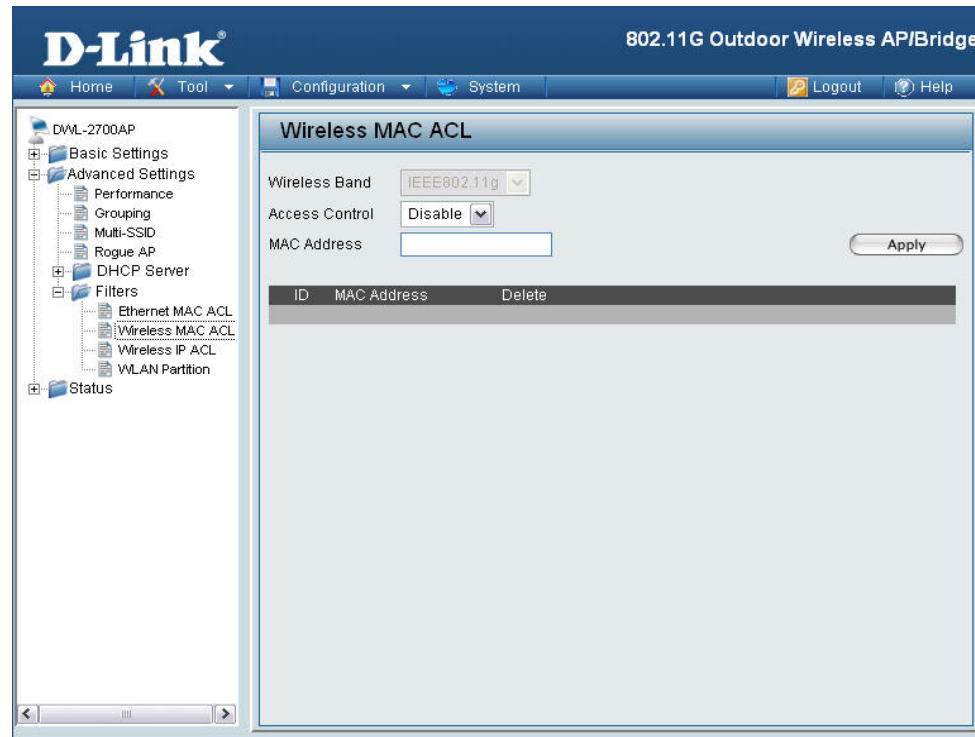 D-Link®
802.11G Outdoor Wireless AP/Bridge
Home
Tool
Configuration
System
Logout
Help
DWL-2700AP
Basic Settings
Advanced Settings
Performance
Grouping
Multi-SSID
Rogue AP
DHCP Server
Filters
Ethernet MAC ACL
Wireless MAC ACL
Wireless IP ACL
WLAN Partition
Status
Wireless MAC ACL
Wireless Band IEEE802.11g
Access Control Disable
MAC Address
Apply
ID MAC Address Delete